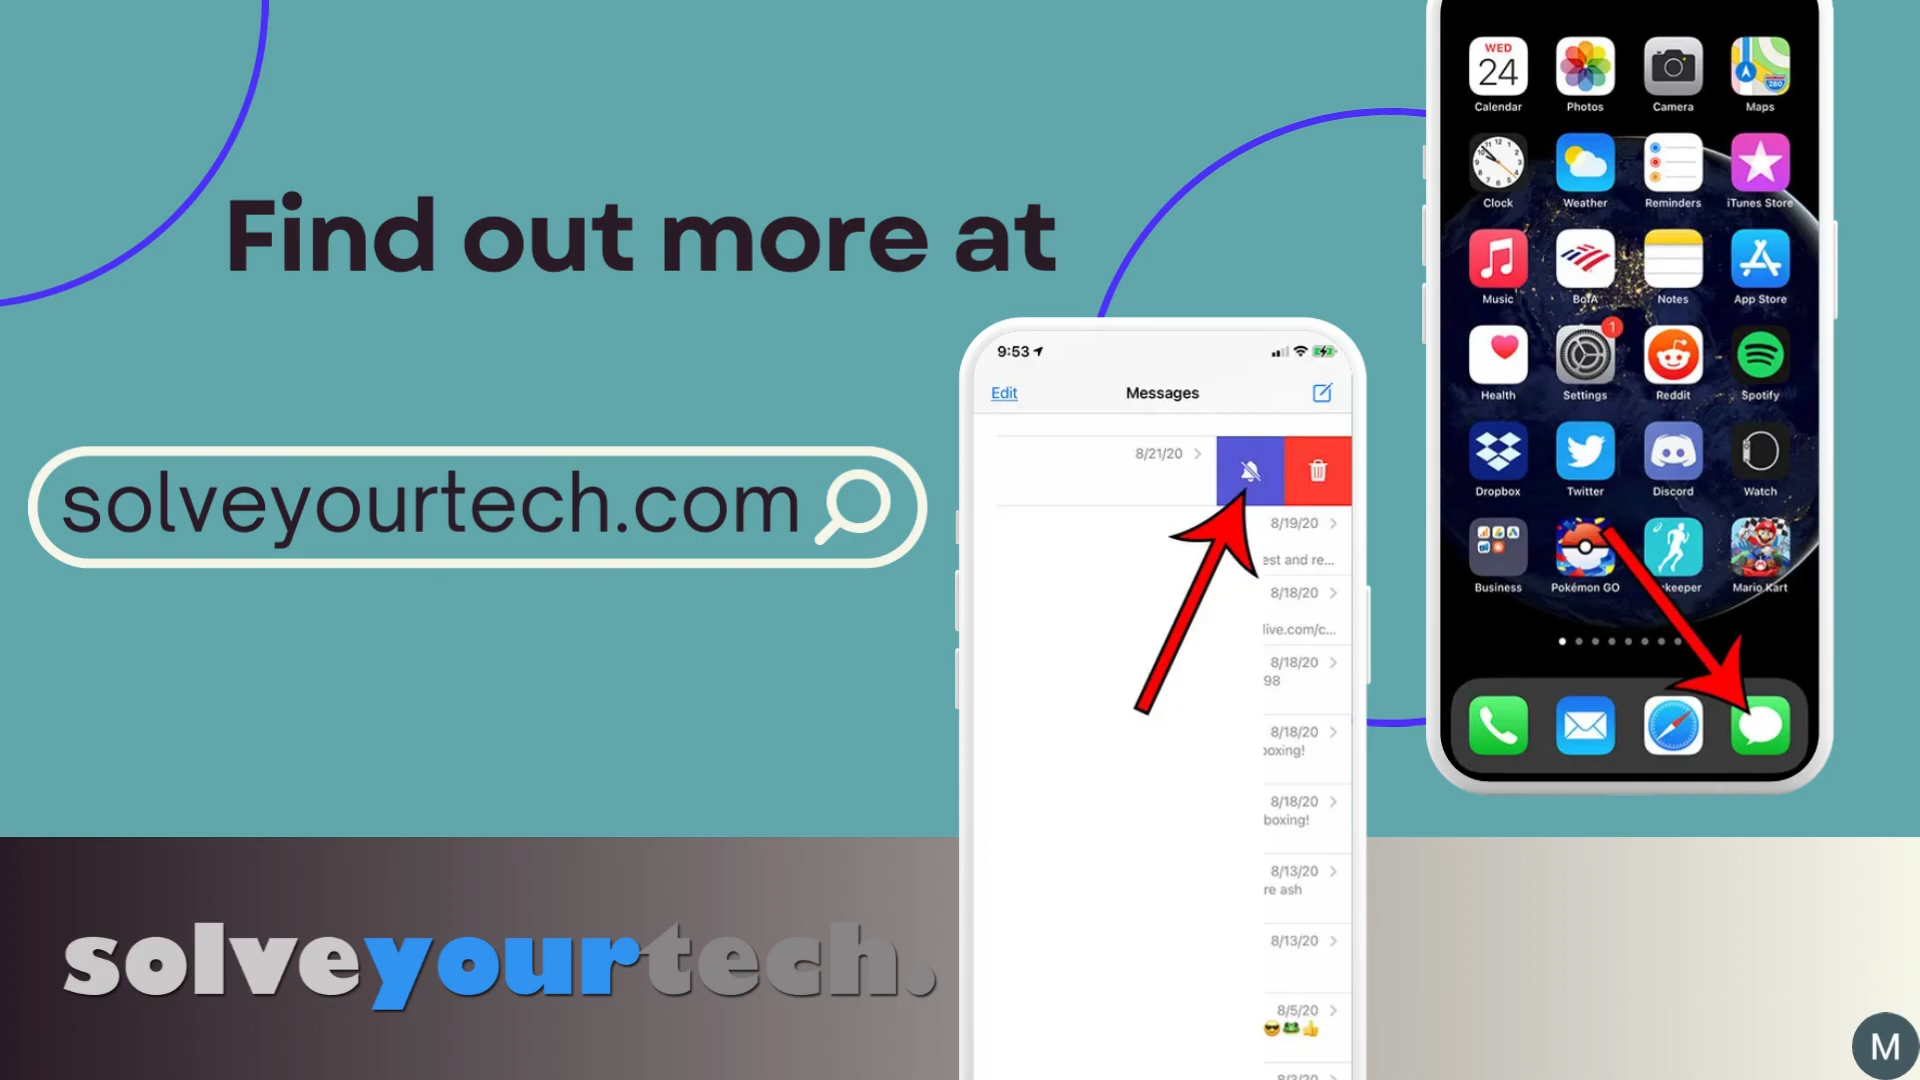 Find out more at
solveyourtech.com
solveyourtech.
9:53
Edit
Messages
8/21/20
8/19/20
est and re...
8/18/20
live.com/c...
8/18/20
98
8/18/20
boxing!
8/18/20
boxing!
8/13/20
re ash
8/13/20
8/5/20
WED
24
Calendar
Photos
Camera
Maps
Clock
Weather
Reminders
iTunes Store
Music
BofA
Notes
App Store
Health
1
Settings
Reddit
Spotify
Dropbox
Twitter
Discord
Watch
Business
Pokémon GO
keeper
Mario Kart
M